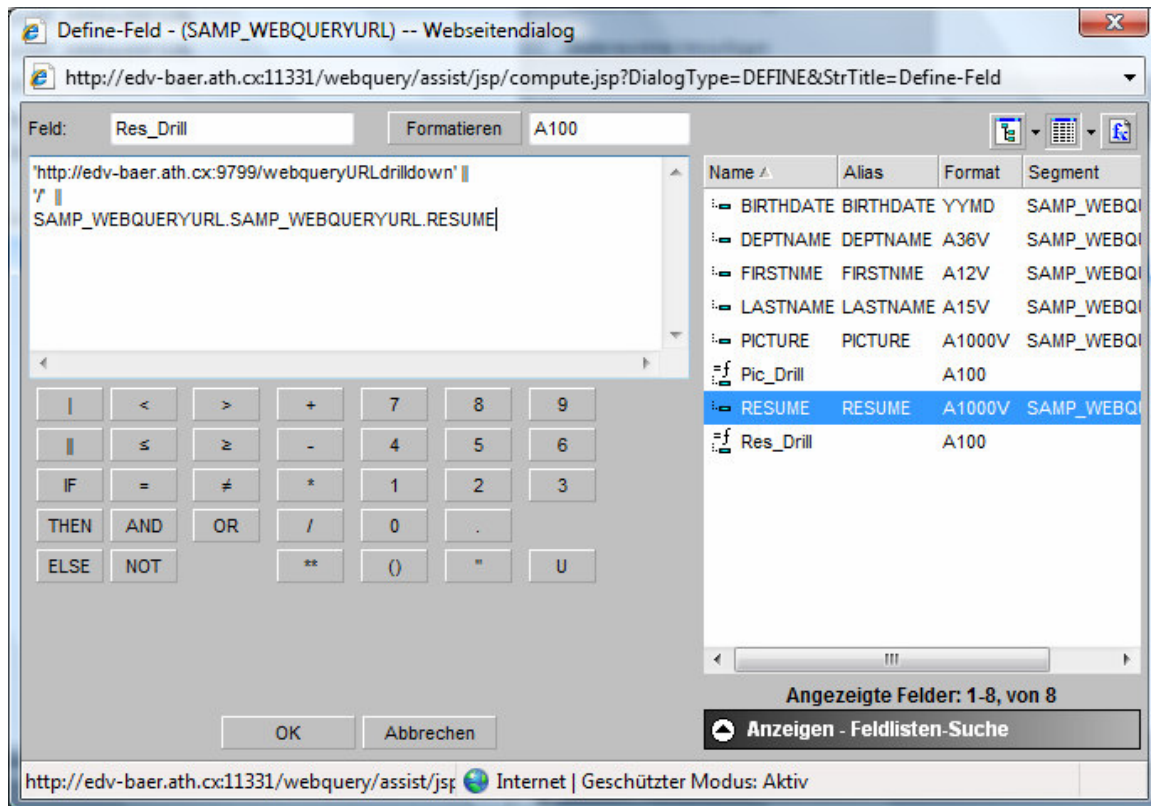 Define-Feld - (SAMP_WEBQUERYURL) -- Webseitendialog
X
http://edv-baer.ath.cx:11331/webquery/assist/jsp/compute.jsp?DialogType=DEFINE&StrTitle=Define-Feld
Feld: Res_Drill Formatieren A100
'http://edv-baer.ath.cx:9799/webqueryURLdrilldown' ||
'/' ||
SAMP_WEBQUERYURL.SAMP_WEBQUERYURL.RESUME
Name Alias Format Segment
BIRTHDATE BIRTHDATE YYMD SAMP_WEBQU
DEPTNAME DEPTNAME A36V SAMP_WEBQU
FIRSTNME FIRSTNME A12V SAMP_WEBQU
LASTNAME LASTNAME A15V SAMP_WEBQU
PICTURE PICTURE A1000V SAMP_WEBQU
Pic_Drill A100
RESUME RESUME A1000V SAMP_WEBQU
Res_Drill A100
| < > + 7 8 9
|| ≤ ≥ - 4 5 6
IF = ≠ * 1 2 3
THEN AND OR / 0 .
ELSE NOT ** () " U
Angezeigte Felder: 1-8, von 8
OK Abbrechen
Anzeigen - Feldlisten-Suche
http://edv-baer.ath.cx:11331/webquery/assist/jsp Internet | Geschützter Modus: Aktiv